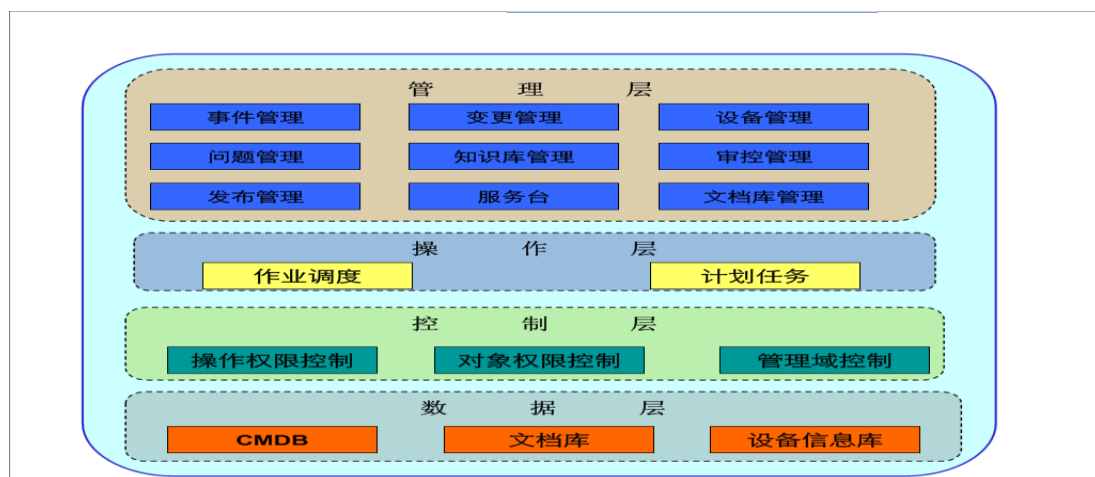 管 理 层
事件管理 变更管理 设备管理
问题管理 知识库管理 审控管理
发布管理 服务台 文档库管理
操 作 层
作业调度 计划任务
控 制 层
操作权限控制 对象权限控制 管理域控制
数 据 层
CMDB 文档库 设备信息库